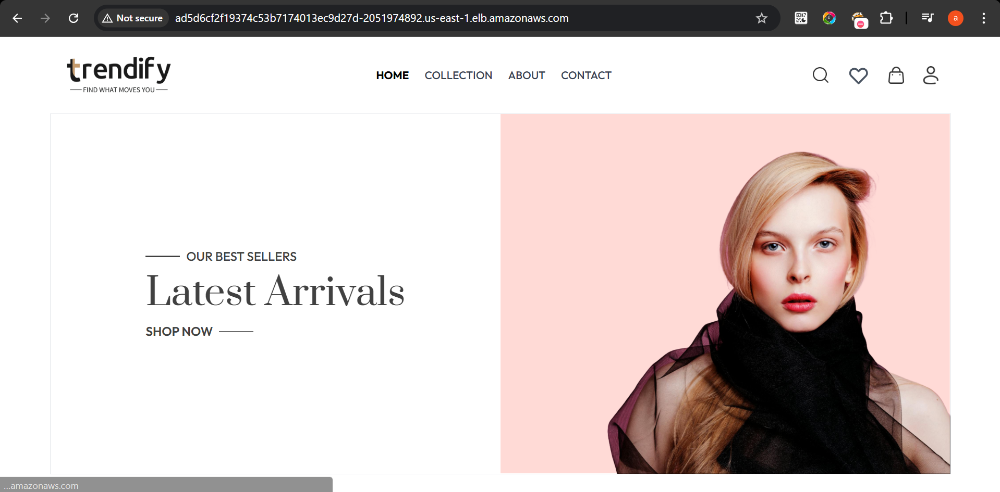 Not secure ad5d6cf2f19374c53b7174013ec9d27d-2051974892.us-east-1.elb.amazonaws.com
a
trendify
FIND WHAT MOVES YOU
HOME COLLECTION ABOUT CONTACT
OUR BEST SELLERS
Latest Arrivals
SHOP NOW
...amazonaws.com